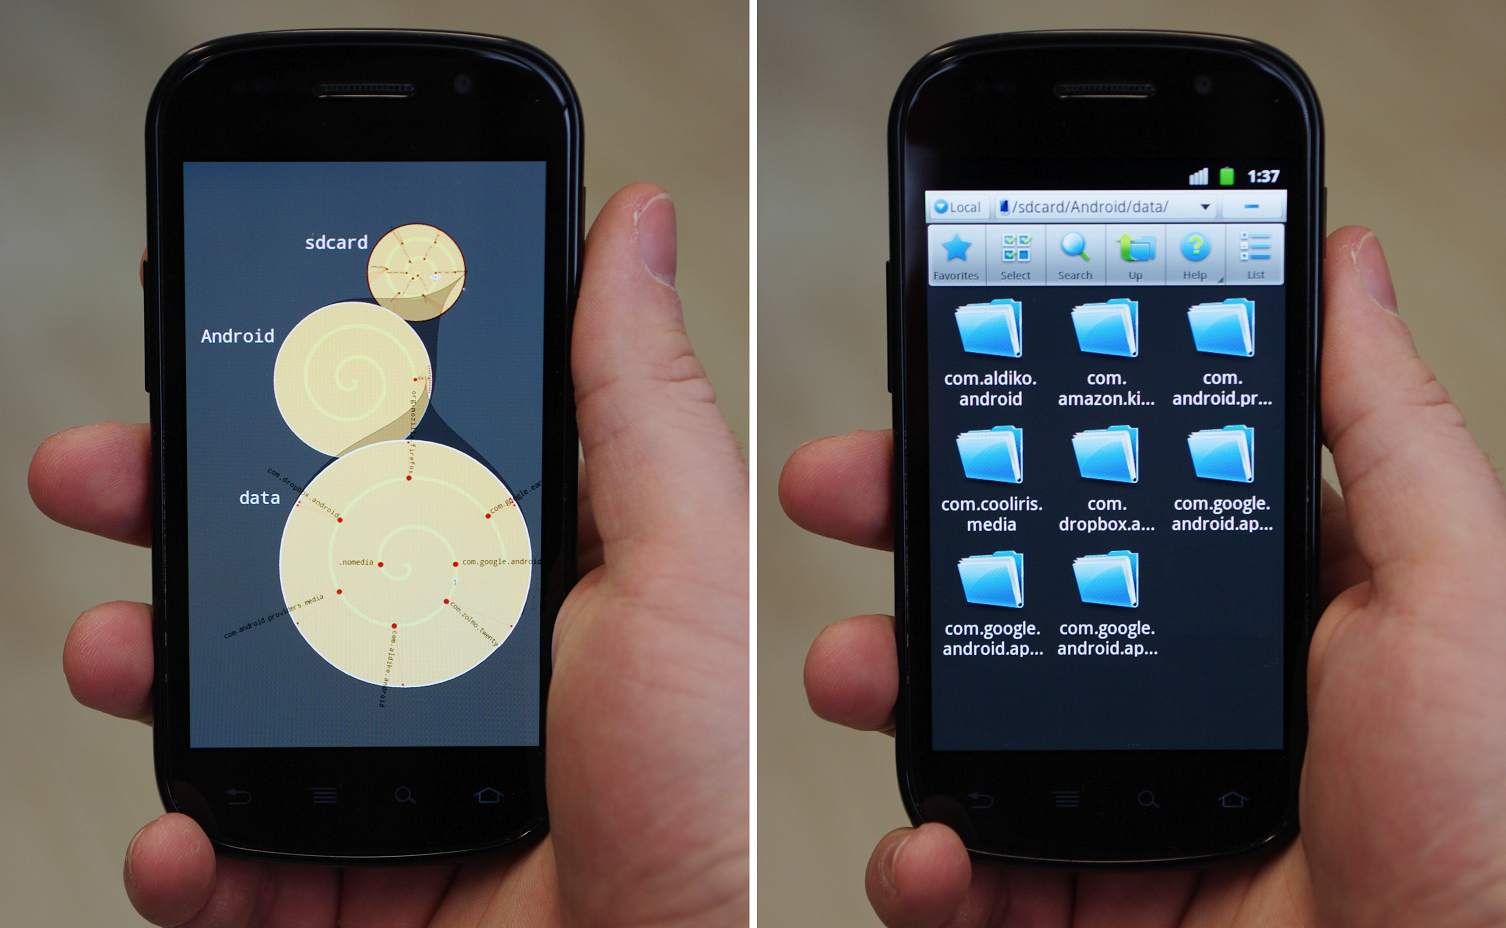 sdcard
Android
org.mozilla.firefox
com.dropbox.android
data
.nomedia
com.google.android
com.android.providers.media
com.zolmo.twenty
com.aldiko.android
1:37
Local
/sdcard/Android/data/
Favorites
Select
Search
Up
Help
List
com.aldiko.
android
com.
amazon.ki...
com.
android.pr...
com.cooliris.
media
com.
dropbox.a...
com.google.
android.ap...
com.google.
android.ap...
com.google.
android.ap...